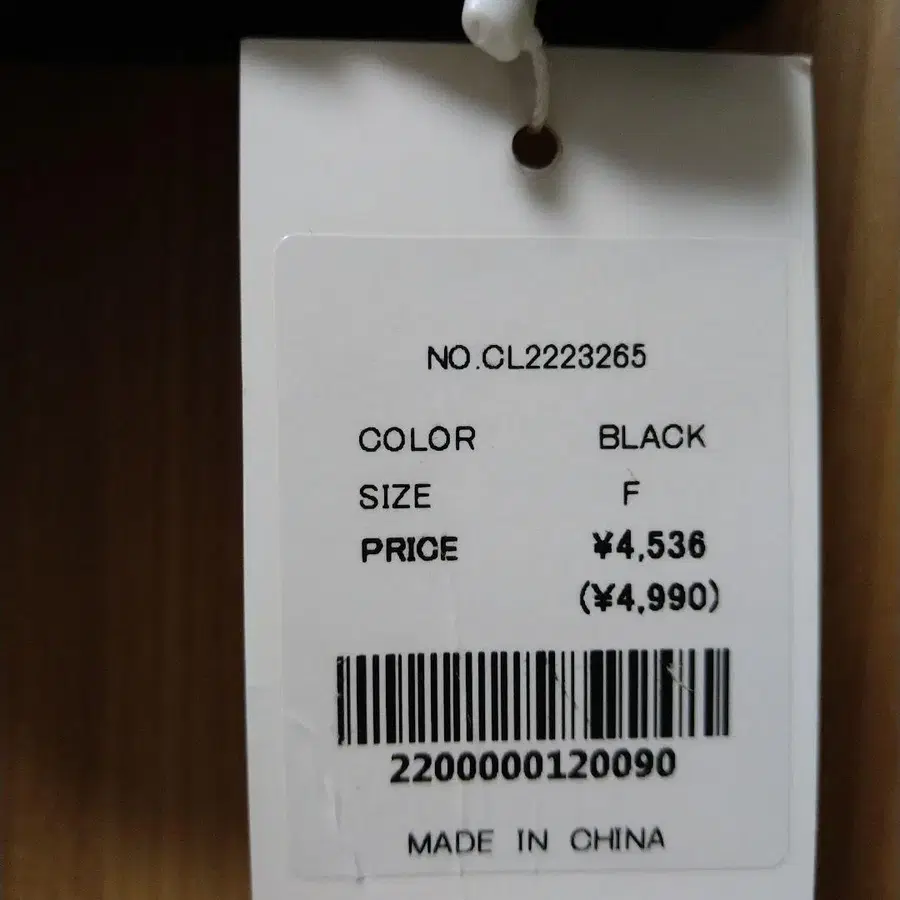 NO.CL2223265
COLOR BLACK
SIZE F
PRICE ¥4,536
(¥4,990)
2200000120090
MADE IN CHINA